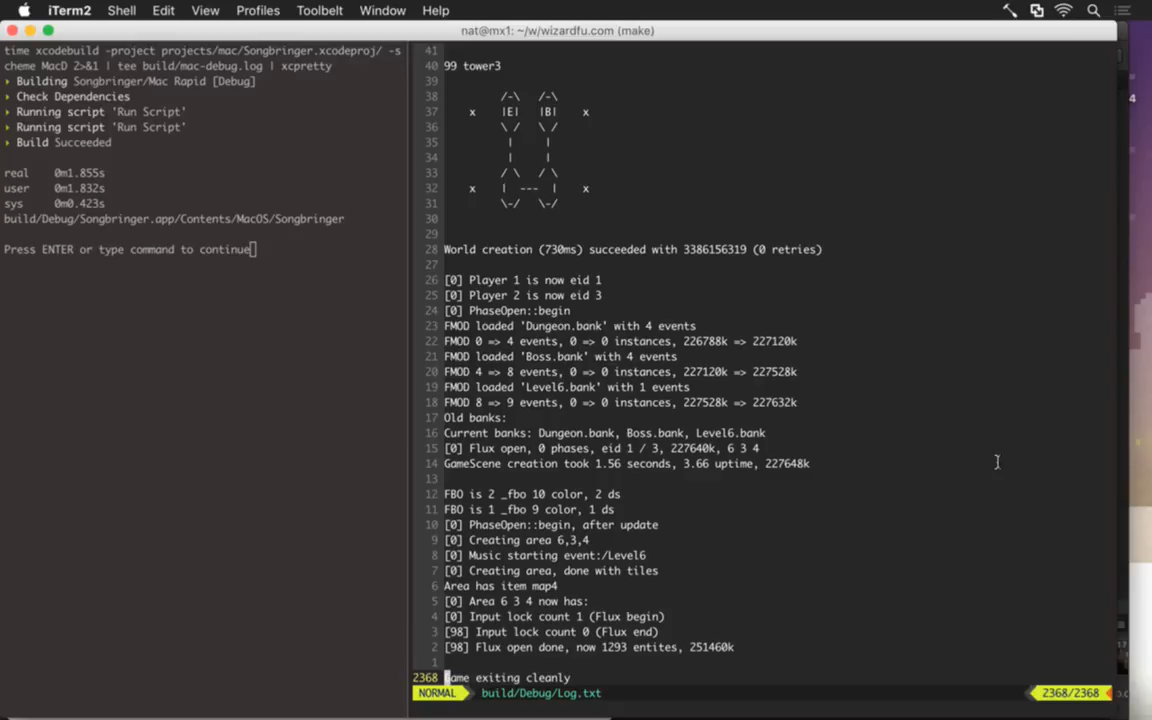 iTerm2 Shell Edit View Profiles Toolbelt Window Help
nat@mx1: ~/w/wizardfu.com (make)
time xcodebuild -project projects/mac/Songbringer.xcodeproj/ -s
cheme MacD 2>&1 | tee build/mac-debug.log | xcpretty
▸ Building Songbringer/Mac Rapid [Debug]
▸ Check Dependencies
▸ Running script 'Run Script'
▸ Running script 'Run Script'
▸ Build Succeeded
real 0m1.855s
user 0m1.832s
sys 0m0.423s
build/Debug/Songbringer.app/Contents/MacOS/Songbringer
Press ENTER or type command to continue
41
40 99 tower3
39
38 /-\ /-\
37 x |E| |B| x
36 \ / \ /
35 | |
34 | |
33 / \ / \
32 x | --- | x
31 \-/ \-/
30
29
28 World creation (730ms) succeeded with 3386156319 (0 retries)
27
26 [0] Player 1 is now eid 1
25 [0] Player 2 is now eid 3
24 [0] PhaseOpen::begin
23 FMOD loaded 'Dungeon.bank' with 4 events
22 FMOD 0 => 4 events, 0 => 0 instances, 226788k => 227120k
21 FMOD loaded 'Boss.bank' with 4 events
20 FMOD 4 => 8 events, 0 => 0 instances, 227120k => 227528k
19 FMOD loaded 'Level6.bank' with 1 events
18 FMOD 8 => 9 events, 0 => 0 instances, 227528k => 227632k
17 Old banks:
16 Current banks: Dungeon.bank, Boss.bank, Level6.bank
15 [0] Flux open, 0 phases, eid 1 / 3, 227640k, 6 3 4
14 GameScene creation took 1.56 seconds, 3.66 uptime, 227648k
13
12 FBO is 2 _fbo 10 color, 2 ds
11 FBO is 1 _fbo 9 color, 1 ds
10 [0] PhaseOpen::begin, after update
9 [0] Creating area 6,3,4
8 [0] Music starting event:/Level6
7 [0] Creating area, done with tiles
6 Area has item map4
5 [0] Area 6 3 4 now has:
4 [0] Input lock count 1 (Flux begin)
3 [98] Input lock count 0 (Flux end)
2 [98] Flux open done, now 1293 entites, 251460k
1
2368 Game exiting cleanly
NORMAL build/Debug/Log.txt 2368/2368